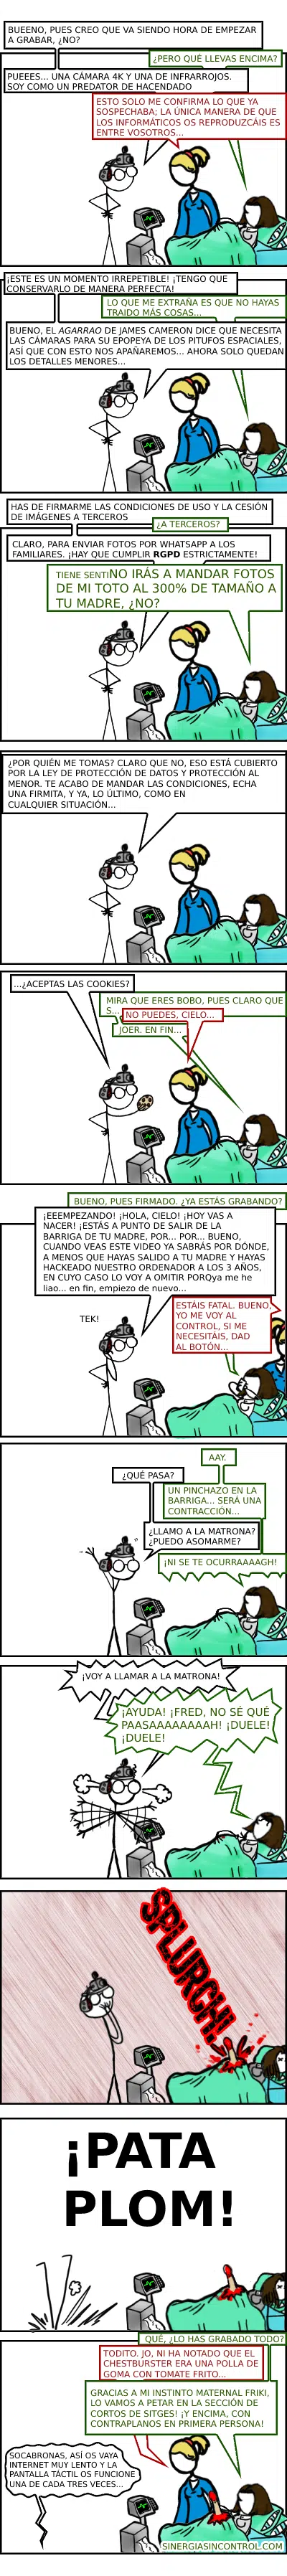 BUEENO, PUES CREO QUE VA SIENDO HORA DE EMPEZAR
A GRABAR, ¿NO?
¿PERO QUÉ LLEVAS ENCIMA?
PUEEES... UNA CÁMARA 4K Y UNA DE INFRARROJOS.
SOY COMO UN PREDATOR DE HACENDADO
ESTO SOLO ME CONFIRMA LO QUE YA
SOSPECHABA; LA ÚNICA MANERA DE QUE
LOS INFORMÁTICOS OS REPRODUZCÁIS ES
ENTRE VOSOTROS...
¡ESTE ES UN MOMENTO IRREPETIBLE! ¡TENGO QUE
CONSERVARLO DE MANERA PERFECTA!
LO QUE ME EXTRAÑA ES QUE NO HAYAS
TRAIDO MÁS COSAS...
BUENO, EL AGARRAO DE JAMES CAMERON DICE QUE NECESITA
LAS CÁMARAS PARA SU EPOPEYA DE LOS PITUFOS ESPACIALES,
ASÍ QUE CON ESTO NOS APAÑAREMOS... AHORA SOLO QUEDAN
LOS DETALLES MENORES...
HAS DE FIRMARME LAS CONDICIONES DE USO Y LA CESIÓN
DE IMÁGENES A TERCEROS
¿A TERCEROS?
CLARO, PARA ENVIAR FOTOS POR WHATSAPP A LOS
FAMILIARES. ¡HAY QUE CUMPLIR RGPD ESTRICTAMENTE!
TIENE SENTINO IRÁS A MANDAR FOTOS
DE MI TOTO AL 300% DE TAMAÑO A
TU MADRE, ¿NO?
¿POR QUIÉN ME TOMAS? CLARO QUE NO, ESO ESTÁ CUBIERTO
POR LA LEY DE PROTECCIÓN DE DATOS Y PROTECCIÓN AL
MENOR. TE ACABO DE MANDAR LAS CONDICIONES, ECHA
UNA FIRMITA, Y YA, LO ÚLTIMO, COMO EN
CUALQUIER SITUACIÓN...
...¿ACEPTAS LAS COOKIES?
MIRA QUE ERES BOBO, PUES CLARO QUE
S...
NO PUEDES, CIELO...
JOER. EN FIN...
BUENO, PUES FIRMADO. ¿YA ESTÁS GRABANDO?
¡EEEMPEZANDO! ¡HOLA, CIELO! ¡HOY VAS A
NACER! ¡ESTÁS A PUNTO DE SALIR DE LA
BARRIGA DE TU MADRE, POR... POR... BUENO,
CUANDO VEAS ESTE VIDEO YA SABRÁS POR DÓNDE,
A MENOS QUE HAYAS SALIDO A TU MADRE Y HAYAS
HACKEADO NUESTRO ORDENADOR A LOS 3 AÑOS,
EN CUYO CASO LO VOY A OMITIR PORQya me he
liao... en fin, empiezo de nuevo...
ESTÁIS FATAL. BUENO,
YO ME VOY AL
CONTROL, SI ME
NECESITÁIS, DAD
AL BOTÓN...
TEK!
AAY.
¿QUÉ PASA?
UN PINCHAZO EN LA
BARRIGA... SERÁ UNA
CONTRACCIÓN...
¿LLAMO A LA MATRONA?
¿PUEDO ASOMARME?
¡NI SE TE OCURRAAAAGH!
¡VOY A LLAMAR A LA MATRONA!
¡AYUDA! ¡FRED, NO SÉ QUÉ
PAASAAAAAAAAH! ¡DUELE!
¡DUELE!
SPLURCH!
¡PATA
PLOM!
QUÉ, ¿LO HAS GRABADO TODO?
TODITO. JO, NI HA NOTADO QUE EL
CHESTBURSTER ERA UNA POLLA DE
GOMA CON TOMATE FRITO...
GRACIAS A MI INSTINTO MATERNAL FRIKI,
LO VAMOS A PETAR EN LA SECCIÓN DE
CORTOS DE SITGES! ¡Y ENCIMA, CON
CONTRAPLANOS EN PRIMERA PERSONA!
SOCABRONAS, ASÍ OS VAYA
INTERNET MUY LENTO Y LA
PANTALLA TÁCTIL OS FUNCIONE
UNA DE CADA TRES VECES...
SINERGIASINCONTROL.COM